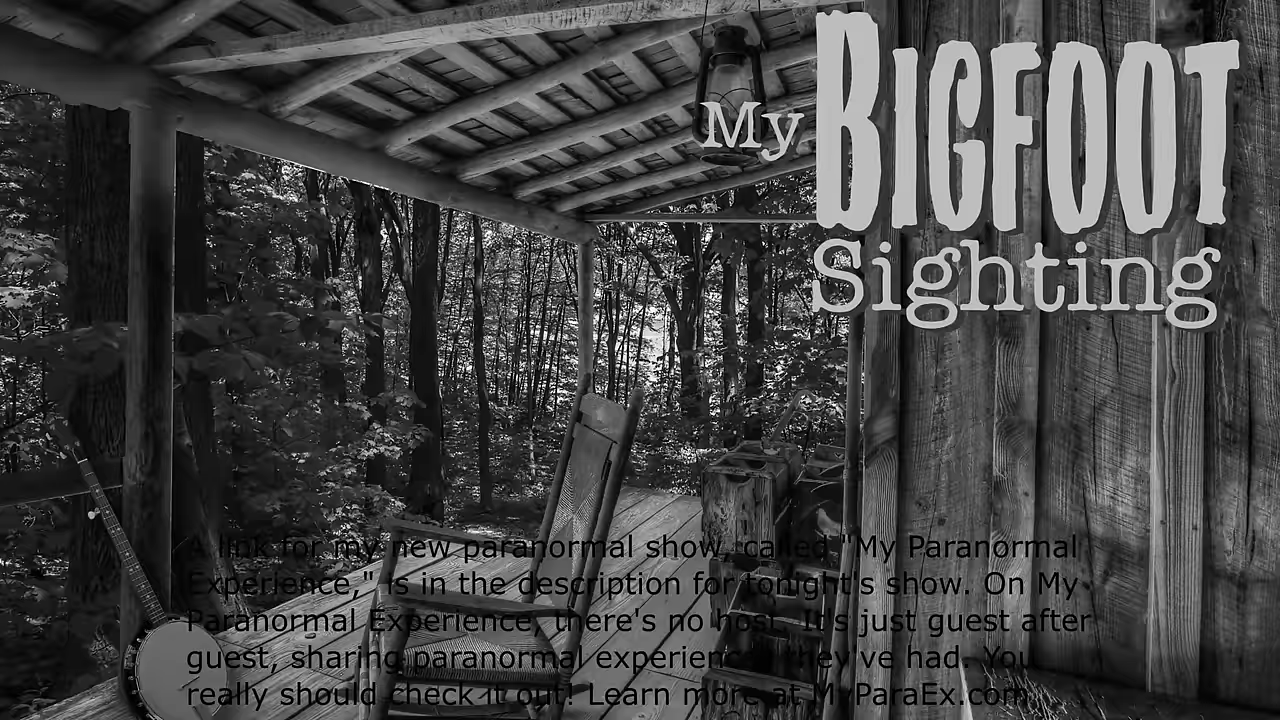 My BIGFOOT
Sighting
A link for my new paranormal show, called "My Paranormal
Experience," is in the description for tonight's show. On My
Paranormal Experience, there's no host. It's just guest after
guest, sharing paranormal experiences they've had. You
really should check it out! Learn more at MyParaEx.com.